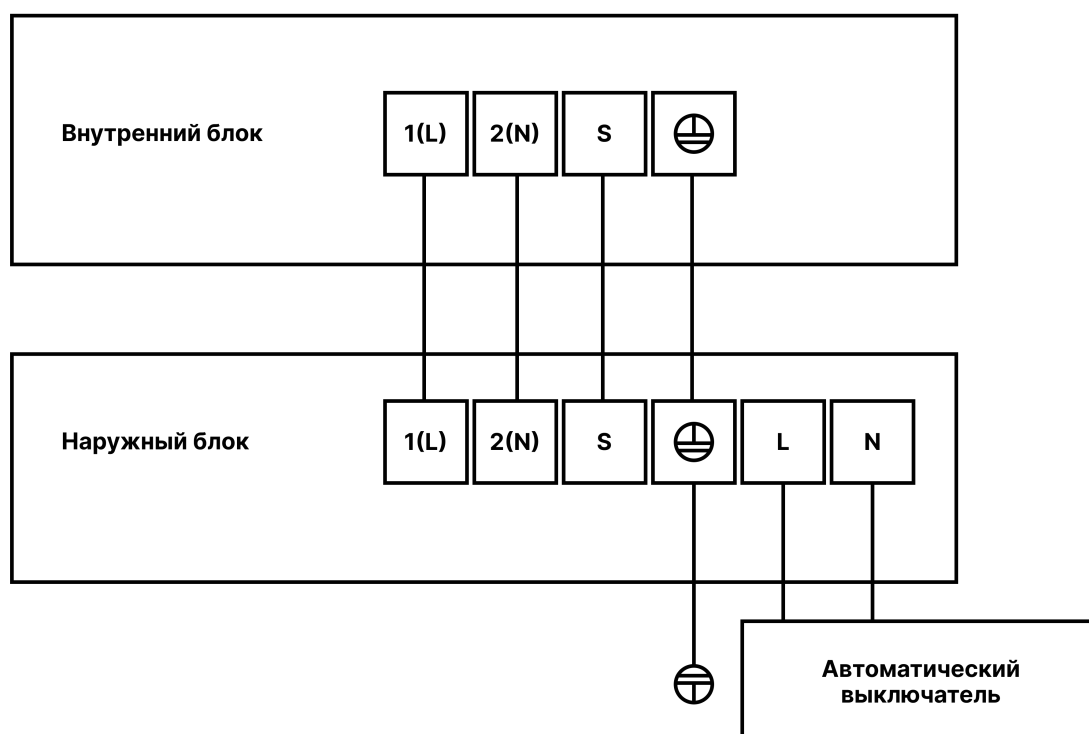 Внутренний блок
1(L) 2(N) S
Наружный блок
1(L) 2(N) S L N
Автоматический
выключатель